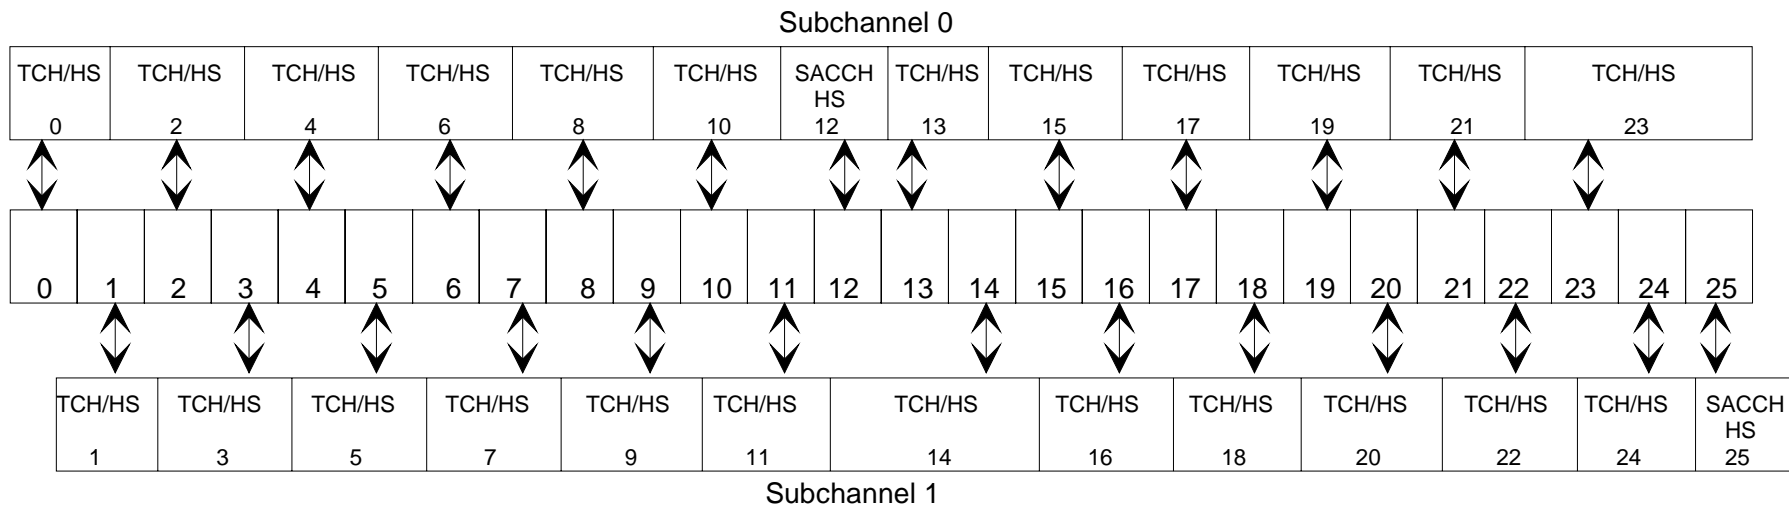 Subchannel 0
TCH/HS TCH/HS TCH/HS TCH/HS TCH/HS TCH/HS SACCH TCH/HS TCH/HS TCH/HS TCH/HS TCH/HS TCH/HS
HS
0 2 4 6 8 10 12 13 15 17 19 21 23
0 1 2 3 4 5 6 7 8 9 10 11 12 13 14 15 16 17 18 19 20 21 22 23 24 25
TCH/HS TCH/HS TCH/HS TCH/HS TCH/HS TCH/HS TCH/HS TCH/HS TCH/HS TCH/HS TCH/HS TCH/HS SACCH
HS
1 3 5 7 9 11 14 16 18 20 22 24 25
Subchannel 1